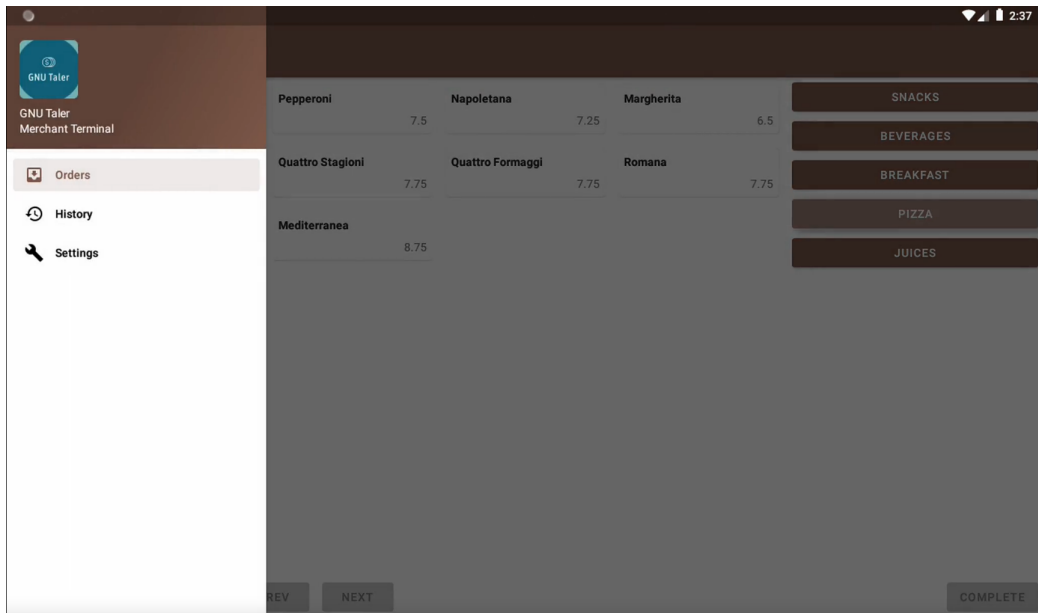 2:37
GNU Taler
GNU Taler
Merchant Terminal
Orders
History
Settings
Pepperoni
7.5
Napoletana
7.25
Margherita
6.5
Quattro Stagioni
7.75
Quattro Formaggi
7.75
Romana
7.75
Mediterranea
8.75
SNACKS
BEVERAGES
BREAKFAST
PIZZA
JUICES
REV
NEXT
COMPLETE